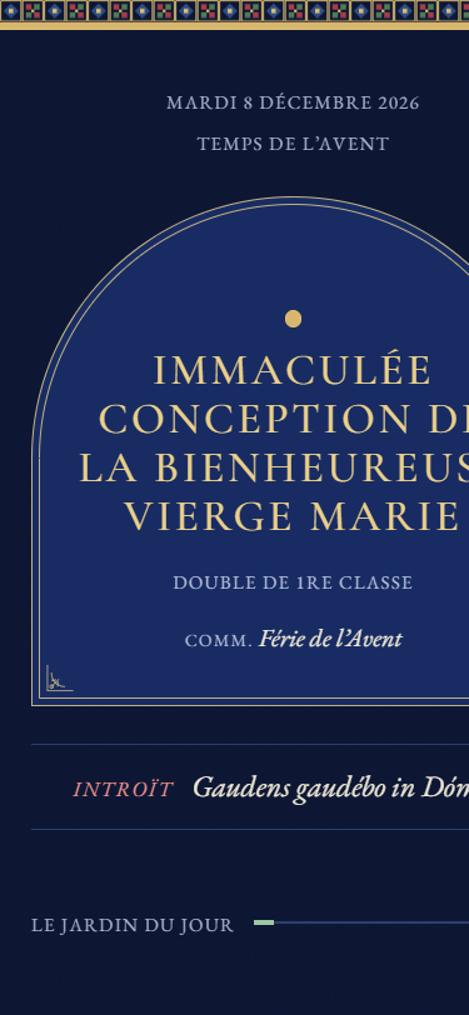 MARDI 8 DÉCEMBRE 2026
TEMPS DE L’AVENT
IMMACULÉE
CONCEPTION
LA BIENHEUREUS
VIERGE MARIE
DOUBLE DE 1RE CLASSE
COMM. Férie de l’Avent
INTROÏT Gaudens gaudébo in Dóm
LE JARDIN DU JOUR